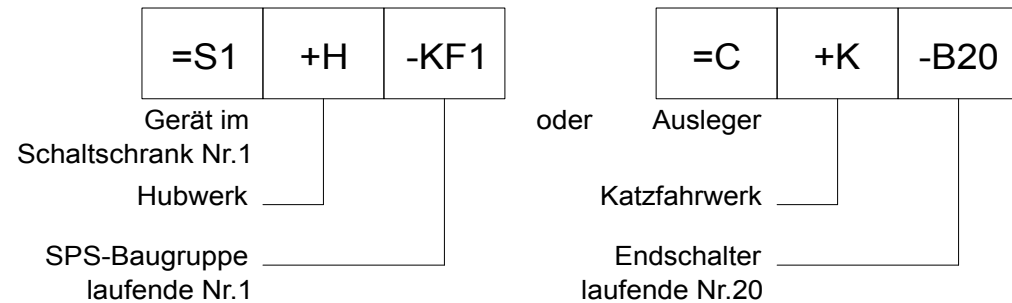 =S1 +H -KF1 =C +K -B20
Gerät im oder Ausleger
Schaltschrank Nr.1
Hubwerk Katzfahrwerk
SPS-Baugruppe Endschalter
laufende Nr.1 laufende Nr.20